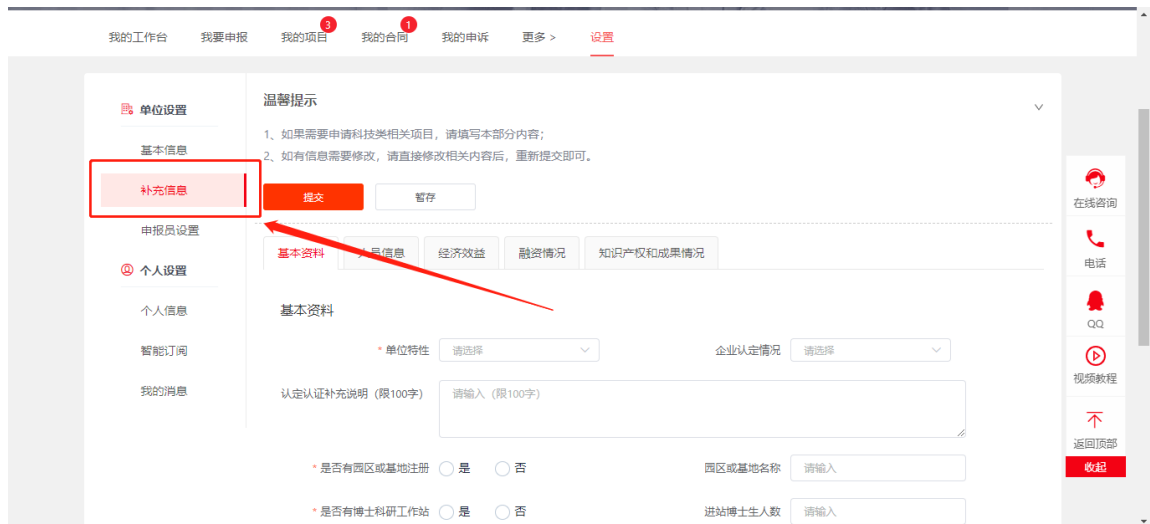 我的工作台 我要申报 我的项目 3 我的合同 1 我的申诉 更多 > 设置
单位设置
基本信息
补充信息
申报员设置
个人设置
个人信息
智能订阅
我的消息
温馨提示
1、如果需要申请科技类相关项目，请填写本部分内容；
2、如有信息需要修改，请直接修改相关内容后，重新提交即可。
提交 暂存
基本资料 人员信息 经济效益 融资情况 知识产权和成果情况
基本资料
* 单位特性 请选择 企业认定情况 请选择
认定认证补充说明（限100字） 请输入（限100字）
* 是否有园区或基地注册 是 否 园区或基地名称 请输入
* 是否有博士科研工作站 是 否 进站博士生人数 请输入
在线咨询
电话
QQ
视频教程
返回顶部
收起